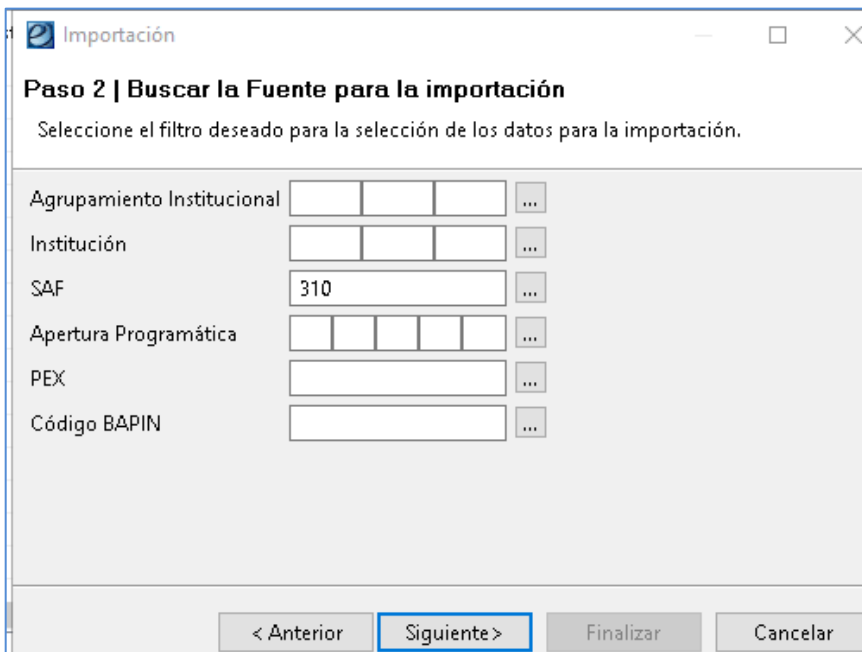 Importación
Paso 2 | Buscar la Fuente para la importación
Seleccione el filtro deseado para la selección de los datos para la importación.
Agrupamiento Institucional ...
Institución ...
SAF 310 ...
Apertura Programática ...
PEX ...
Código BAPIN ...
< Anterior Siguiente> Finalizar Cancelar